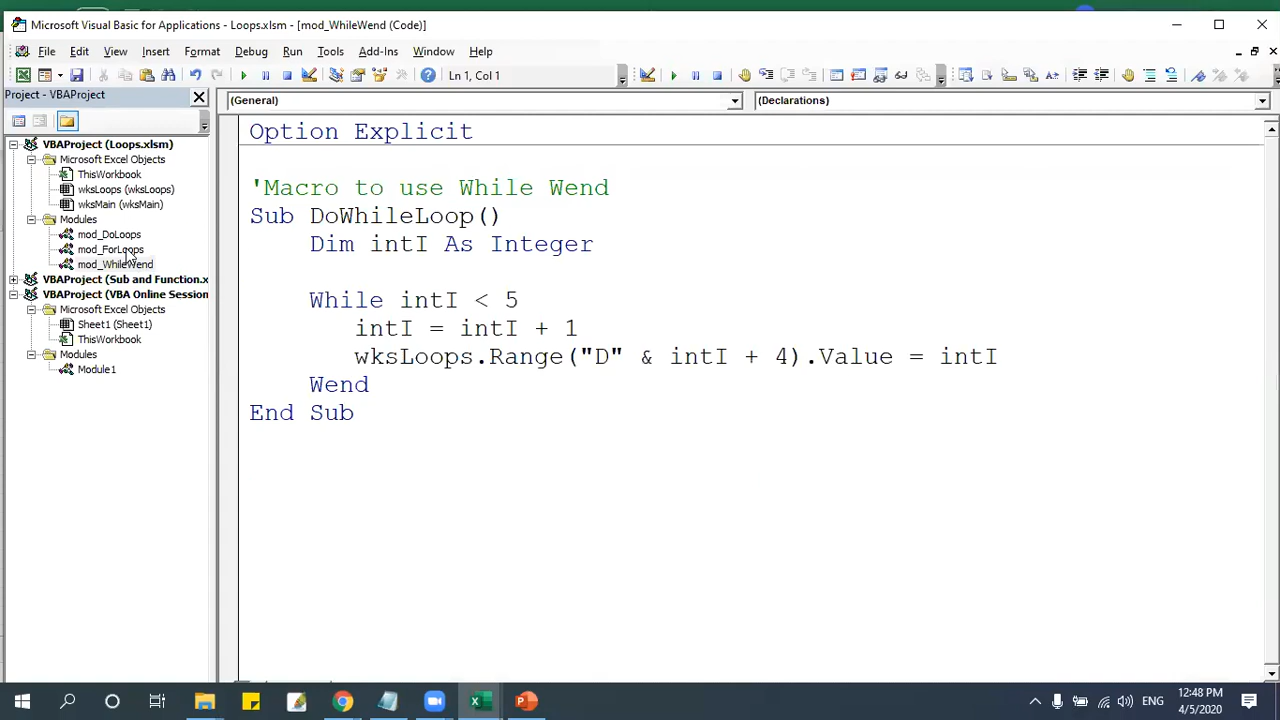 Microsoft Visual Basic for Applications - Loops.xlsm - [mod_WhileWend (Code)]
File Edit View Insert Format Debug Run Tools Add-Ins Window Help
Ln 1, Col 1
Project - VBAProject
(General)
(Declarations)
VBAProject (Loops.xlsm)
Microsoft Excel Objects
ThisWorkbook
wksLoops (wksLoops)
wksMain (wksMain)
Modules
mod_DoLoops
mod_ForLoops
mod_WhileWend
VBAProject (Sub and Function.x
VBAProject (VBA Online Session
Microsoft Excel Objects
Sheet1 (Sheet1)
ThisWorkbook
Modules
Module1
Option Explicit
'Macro to use While Wend
Sub DoWhileLoop()
Dim intI As Integer
While intI < 5
intI = intI + 1
wksLoops.Range("D" & intI + 4).Value = intI
Wend
End Sub
ENG
12:48 PM
4/5/2020